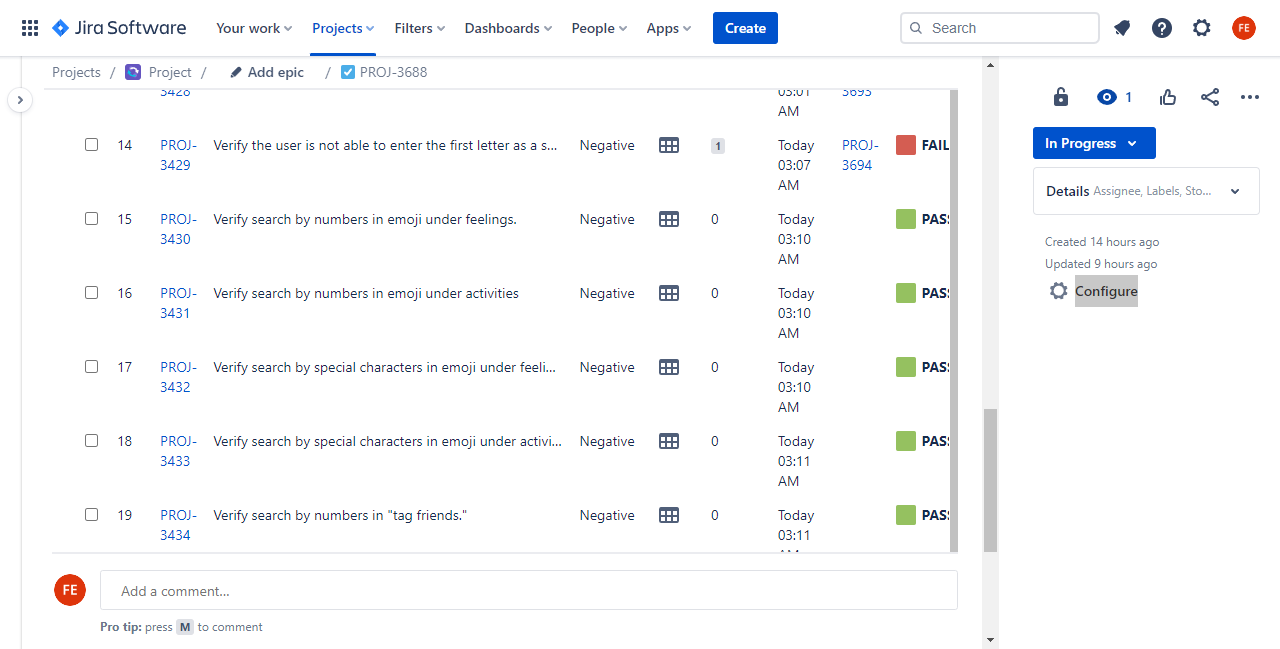 Jira Software
Your work
Projects
Filters
Dashboards
People
Apps
Create
Search
FE
Projects / Project / Add epic / PROJ-3688
3428
03:01
AM
3693
14 PROJ-3429 Verify the user is not able to enter the first letter as a s... Negative 1 Today 03:07 AM PROJ-3694 FAIL
15 PROJ-3430 Verify search by numbers in emoji under feelings. Negative 0 Today 03:10 AM PASS
16 PROJ-3431 Verify search by numbers in emoji under activities Negative 0 Today 03:10 AM PASS
17 PROJ-3432 Verify search by special characters in emoji under feeli... Negative 0 Today 03:10 AM PASS
18 PROJ-3433 Verify search by special characters in emoji under activi... Negative 0 Today 03:11 AM PASS
19 PROJ-3434 Verify search by numbers in "tag friends." Negative 0 Today 03:11 AM PASS
FE
Add a comment...
Pro tip: press M to comment
1
In Progress
Details Assignee, Labels, Sto...
Created 14 hours ago
Updated 9 hours ago
Configure